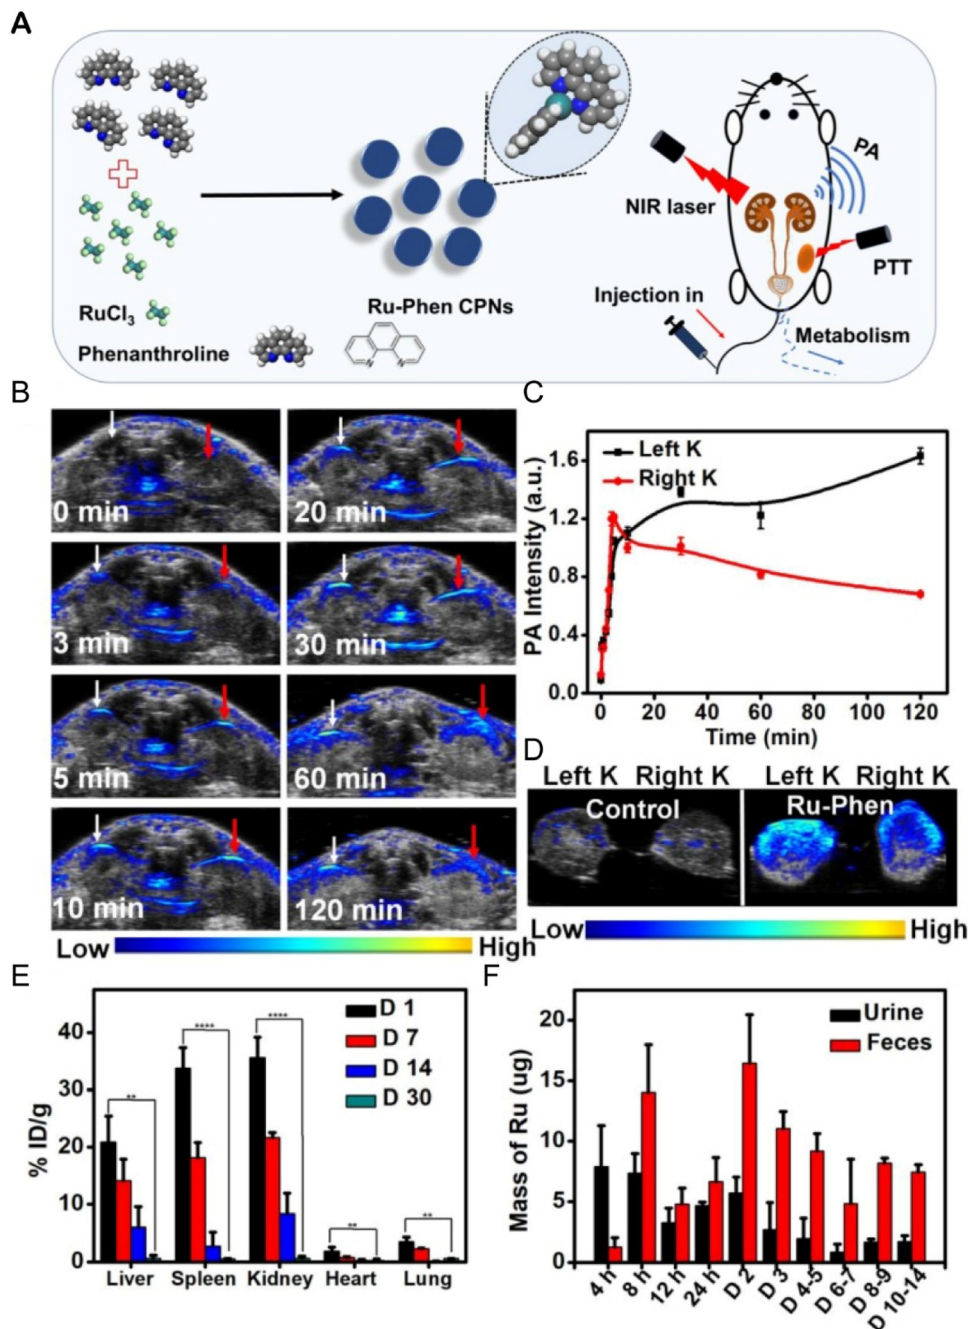 A
PA
NIR laser
PTT
Injection in
Metabolism
RuCl3
Ru-Phen CPNs
Phenanthroline
N N
B
0 min
20 min
3 min
30 min
5 min
60 min
10 min
120 min
Low High
C
PA Intensity (a.u.)
1.6
1.2
0.8
0.4
0.0
Left K
Right K
0 20 40 60 80 100 120
Time (min)
D
Left K Right K Left K Right K
Control Ru-Phen
Low High
E
% ID/g
40
30
20
10
0
D 1
D 7
D 14
D 30
** **** **** ** **
Liver Spleen Kidney Heart Lung
F
Mass of Ru (ug)
20
15
10
5
0
Urine
Feces
4 h 8 h 12 h 24 h D 2 D 3 D 4-5 D 6-7 D 8-9 D 10-14